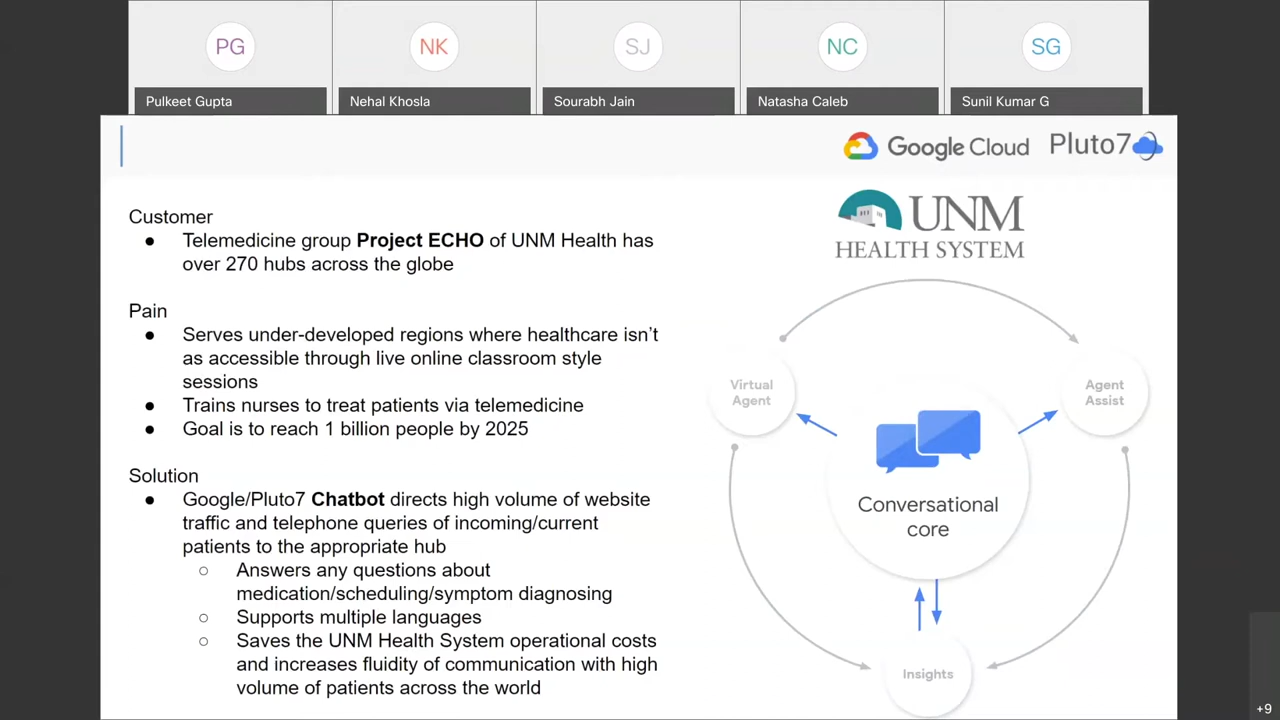 PG
NK
SJ
NC
SG
Pulkeet Gupta
Nehal Khosla
Sourabh Jain
Natasha Caleb
Sunil Kumar G
Google Cloud
Pluto7
UNM
HEALTH SYSTEM
Customer
● Telemedicine group Project ECHO of UNM Health has
over 270 hubs across the globe
Pain
● Serves under-developed regions where healthcare isn't
as accessible through live online classroom style
sessions
● Trains nurses to treat patients via telemedicine
● Goal is to reach 1 billion people by 2025
Solution
● Google/Pluto7 Chatbot directs high volume of website
traffic and telephone queries of incoming/current
patients to the appropriate hub
○ Answers any questions about
medication/scheduling/symptom diagnosing
○ Supports multiple languages
○ Saves the UNM Health System operational costs
and increases fluidity of communication with high
volume of patients across the world
Virtual
Agent
Agent
Assist
Conversational
core
Insights
+9